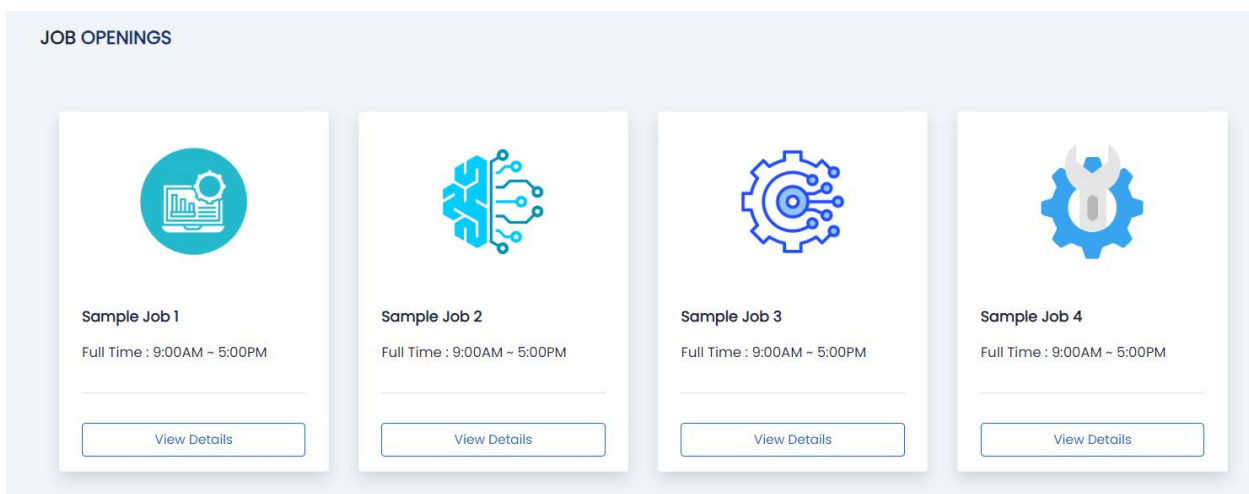 JOB OPENINGS
Sample Job 1
Full Time : 9:00AM ~ 5:00PM
View Details
Sample Job 2
Full Time : 9:00AM ~ 5:00PM
View Details
Sample Job 3
Full Time : 9:00AM ~ 5:00PM
View Details
Sample Job 4
Full Time : 9:00AM ~ 5:00PM
View Details